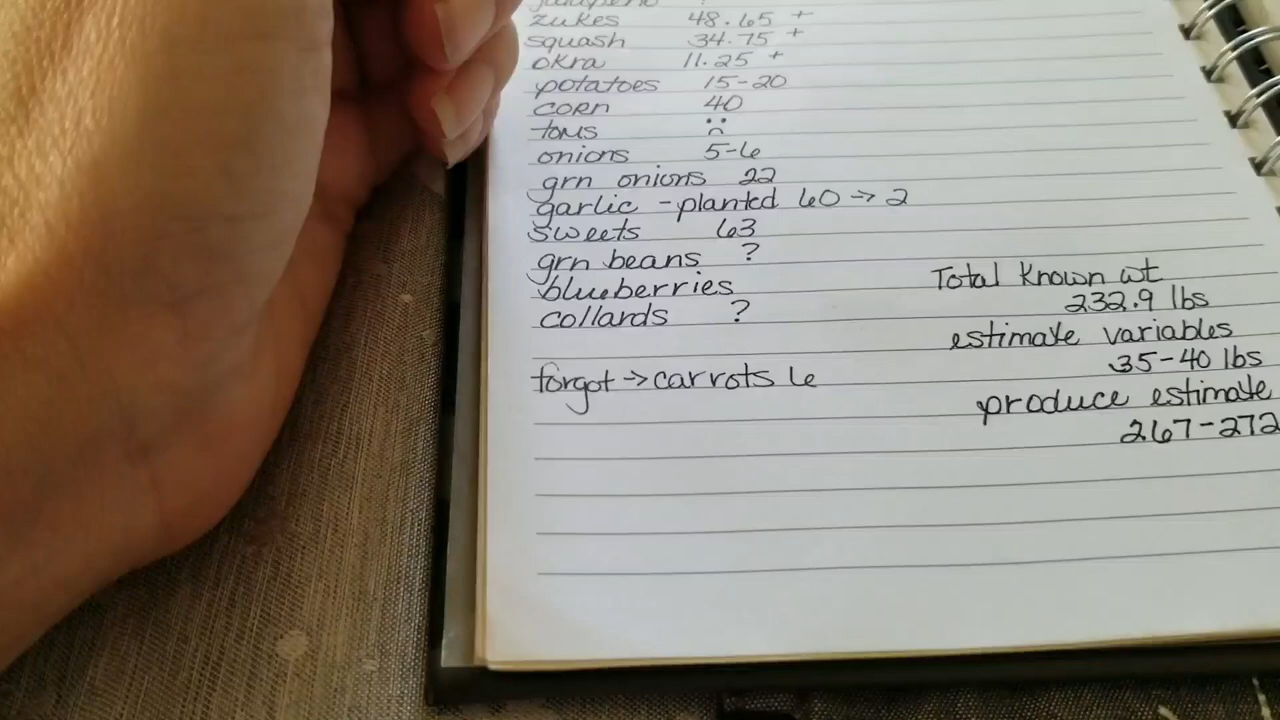 jalapeno ?
zukes 48.65 +
squash 34.75 +
okra 11.25 +
potatoes 15-20
corn 40
toms :(
onions 5-6
grn onions 22
garlic - planted 60 → 2
sweets 63
grn beans ?
blueberries
collards ?
forgot → carrots 6
Total Known wt
232.9 lbs
estimate variables
35-40 lbs
produce estimate
267-272